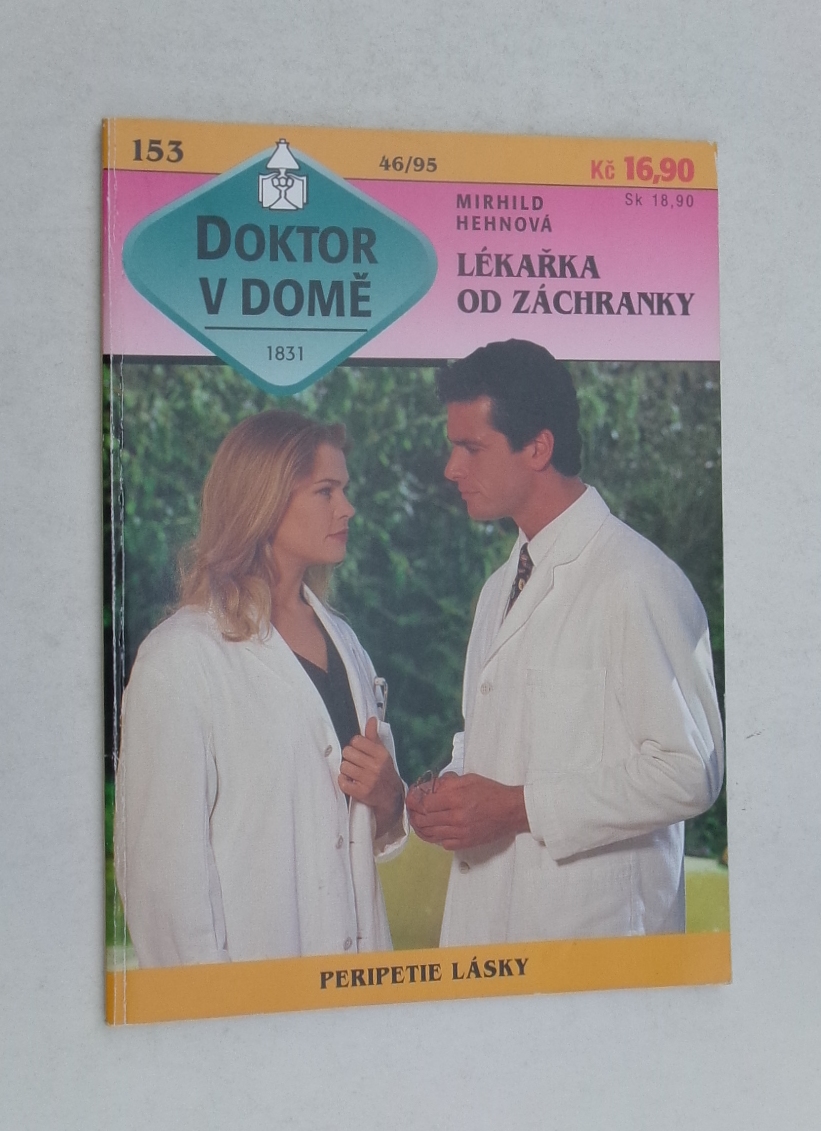 153
46/95
Kč 16,90
Sk 18,90
DOKTOR
V DOMĚ
1831
MIRHILD
HEHNOVÁ
LÉKAŘKA
OD ZÁCHRANKY
PERIPETIE LÁSKY